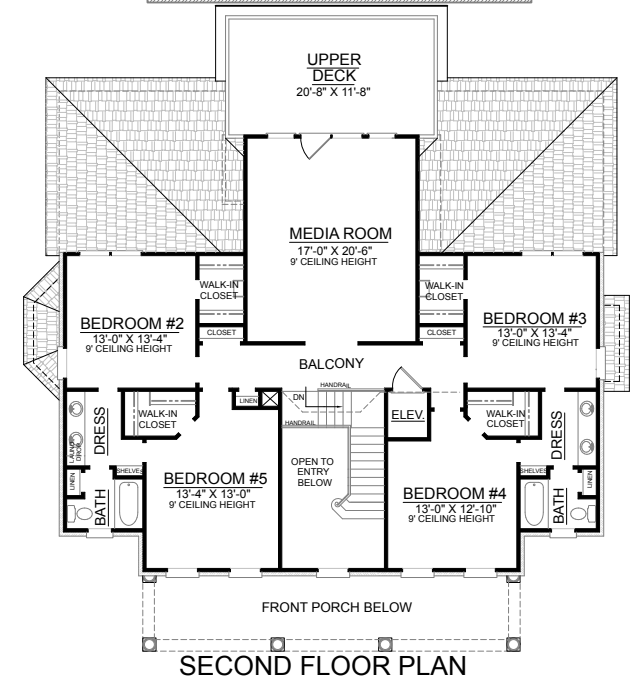 UPPER
DECK
20'-8" X 11'-8"
MEDIA ROOM
17'-0" X 20'-6"
9' CEILING HEIGHT
WALK-IN
CLOSET
WALK-IN
CLOSET
BEDROOM #2
13'-0" X 13'-4"
9' CEILING HEIGHT
BEDROOM #3
13'-0" X 13'-4"
9' CEILING HEIGHT
CLOSET
CLOSET
BALCONY
HANDRAIL
LINEN
DN
ELEV.
HANDRAIL
WALK-IN
CLOSET
WALK-IN
CLOSET
DRESS
LAUND
DROP
DRESS
OPEN TO
ENTRY
BELOW
SHELVES
SHELVES
LINEN
LINEN
BEDROOM #5
13'-4" X 13'-0"
9' CEILING HEIGHT
BEDROOM #4
13'-0" X 12'-10"
9' CEILING HEIGHT
BATH
BATH
FRONT PORCH BELOW
SECOND FLOOR PLAN